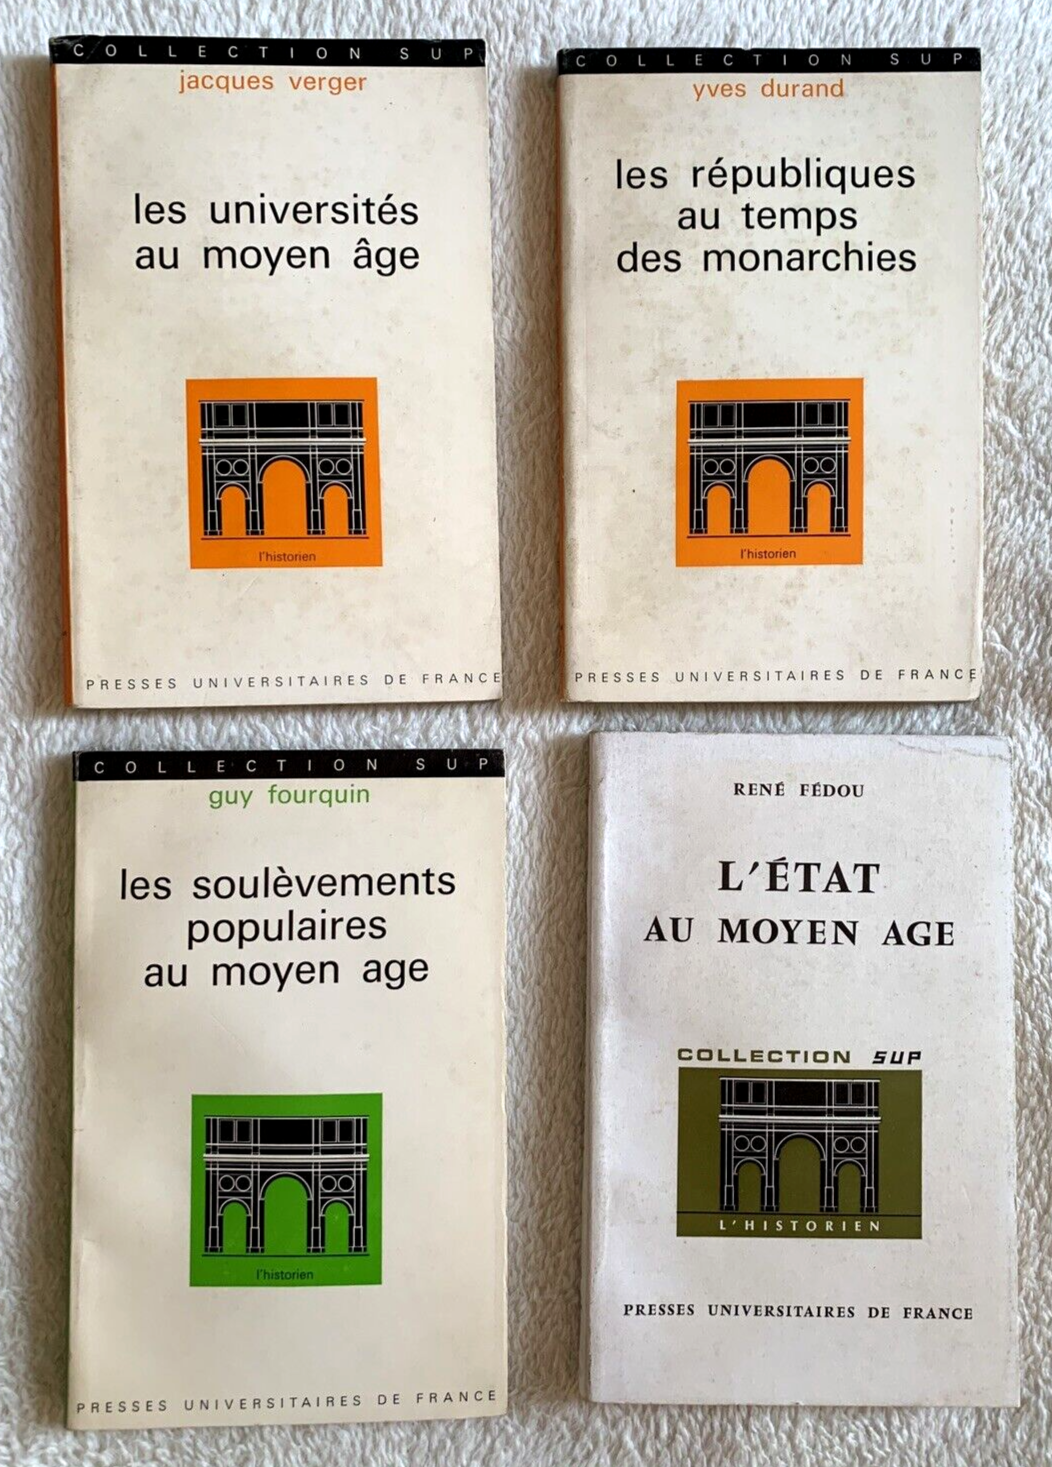 COLLECTION SUP
jacques verger
les universités
au moyen âge
l'historien
PRESSES UNIVERSITAIRES DE FRANCE
COLLECTION SUP
yves durand
les républiques
au temps
des monarchies
l'historien
PRESSES UNIVERSITAIRES DE FRANCE
COLLECTION SUP
guy fourquin
les soulèvements
populaires
au moyen age
l'historien
PRESSES UNIVERSITAIRES DE FRANCE
RENÉ FÉDOU
L'ÉTAT
AU MOYEN AGE
COLLECTION SUP
L'HISTORIEN
PRESSES UNIVERSITAIRES DE FRANCE